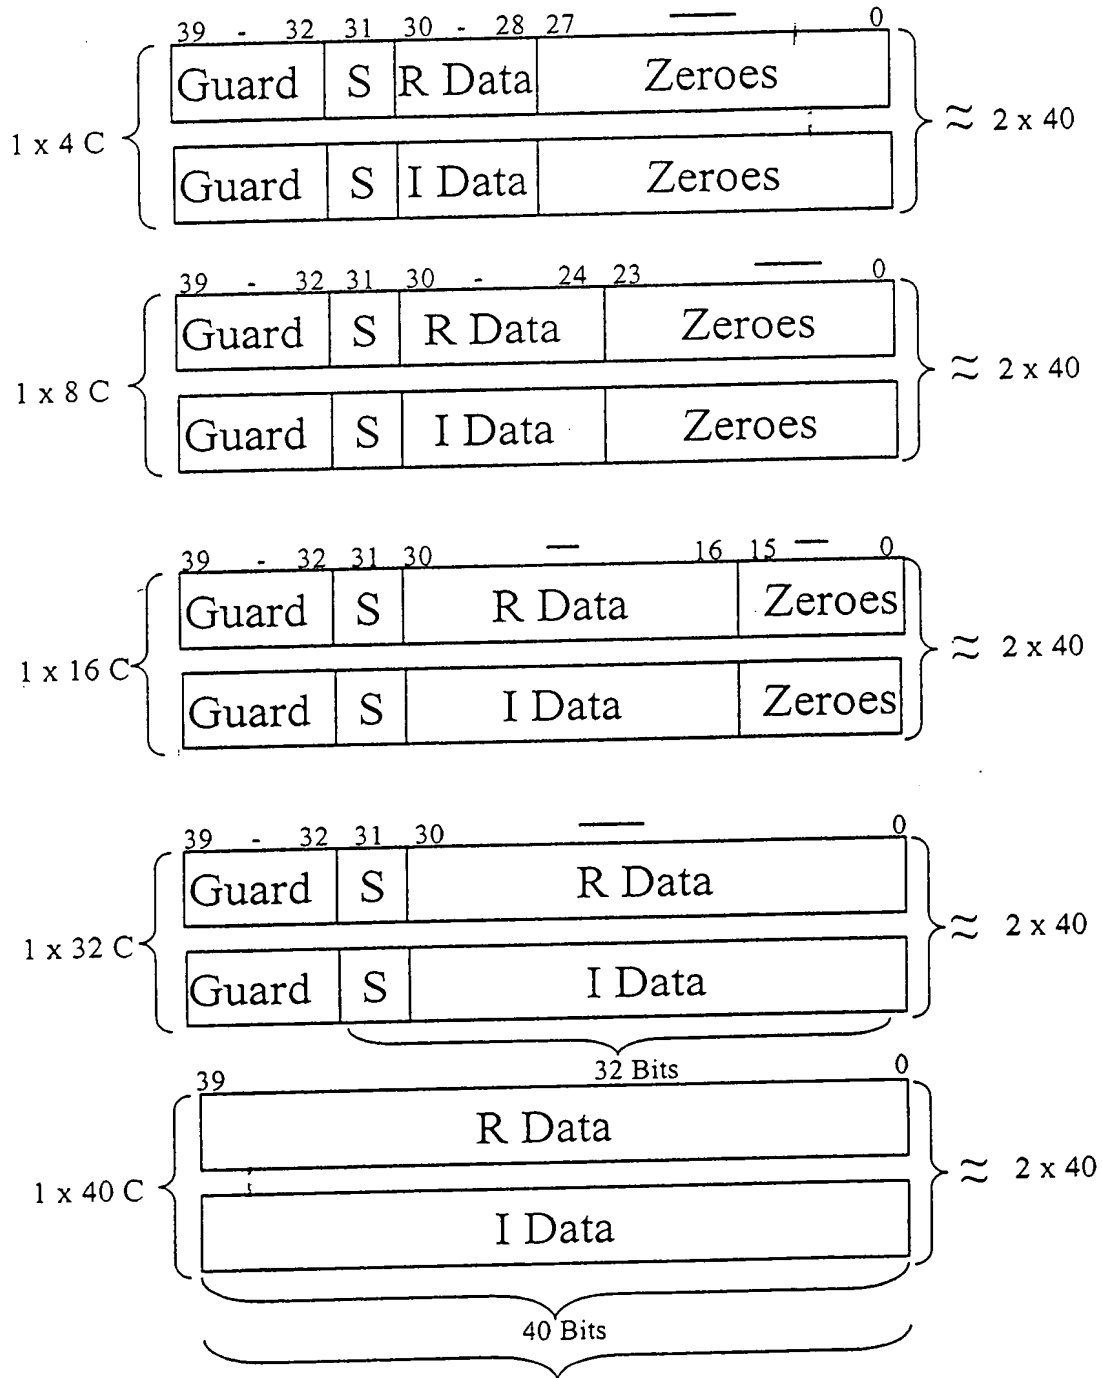 39 - 32 31 30 - 28 27 — 0
Guard S R Data Zeroes
1 x 4 C ≈ 2 x 40
Guard S I Data Zeroes
39 - 32 31 30 - 24 23 — 0
Guard S R Data Zeroes
1 x 8 C ≈ 2 x 40
Guard S I Data Zeroes
39 - 32 31 30 — 16 15 — 0
Guard S R Data Zeroes
1 x 16 C ≈ 2 x 40
Guard S I Data Zeroes
39 - 32 31 30 — 0
Guard S R Data
1 x 32 C ≈ 2 x 40
Guard S I Data
32 Bits
39 0
R Data
1 x 40 C ≈ 2 x 40
I Data
40 Bits